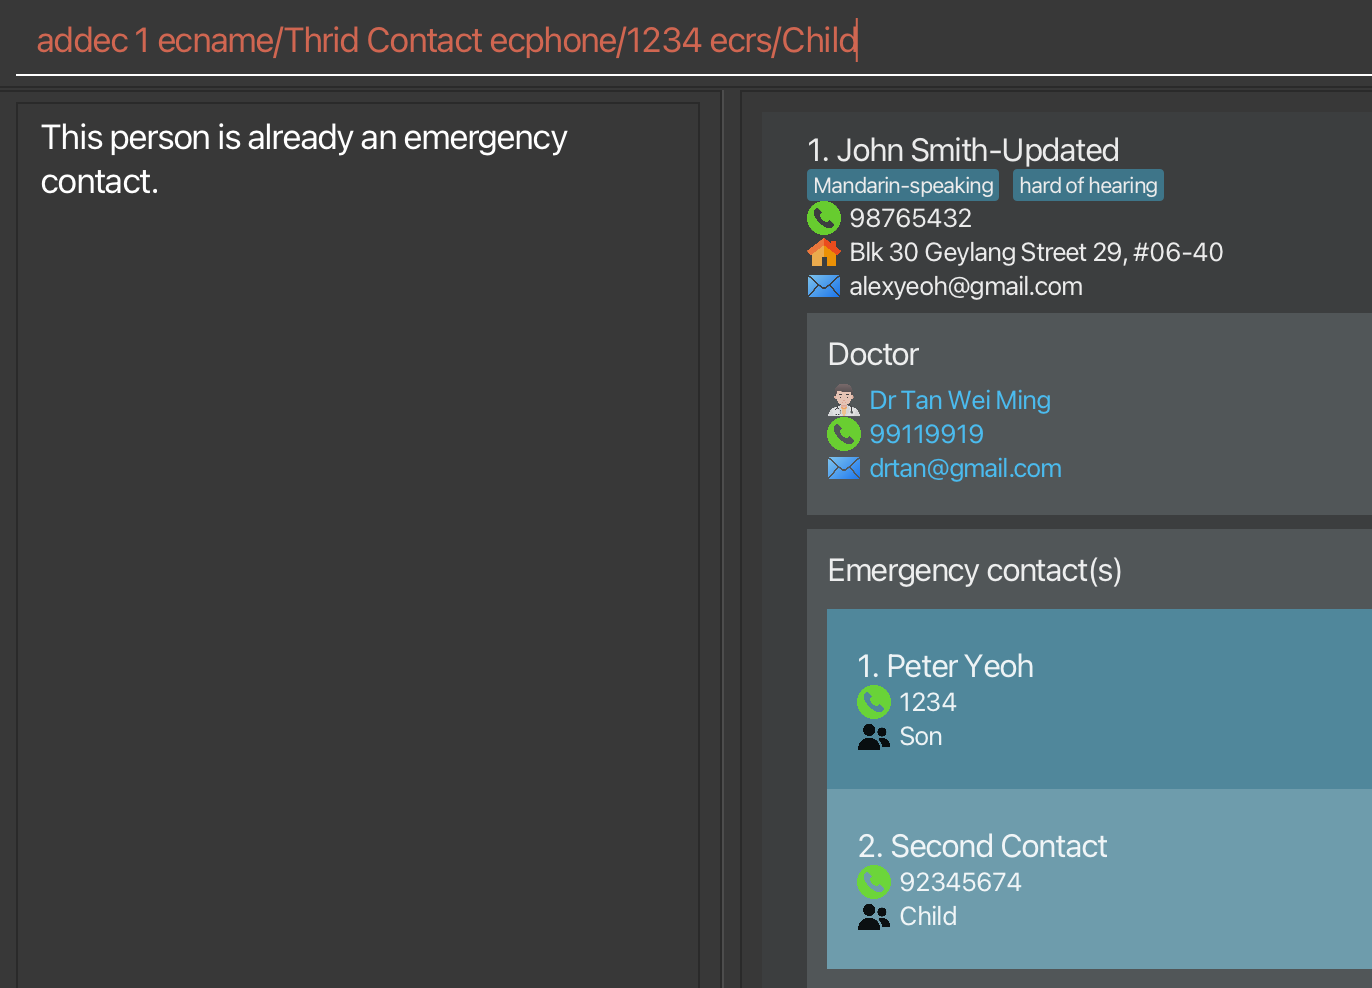 addec 1 ecname/Thrid Contact ecphone/1234 ecrs/Child
This person is already an emergency
contact.
1. John Smith-Updated
Mandarin-speaking hard of hearing
98765432
Blk 30 Geylang Street 29, #06-40
alexyeoh@gmail.com
Doctor
Dr Tan Wei Ming
99119919
drtan@gmail.com
Emergency contact(s)
1. Peter Yeoh
1234
Son
2. Second Contact
92345674
Child